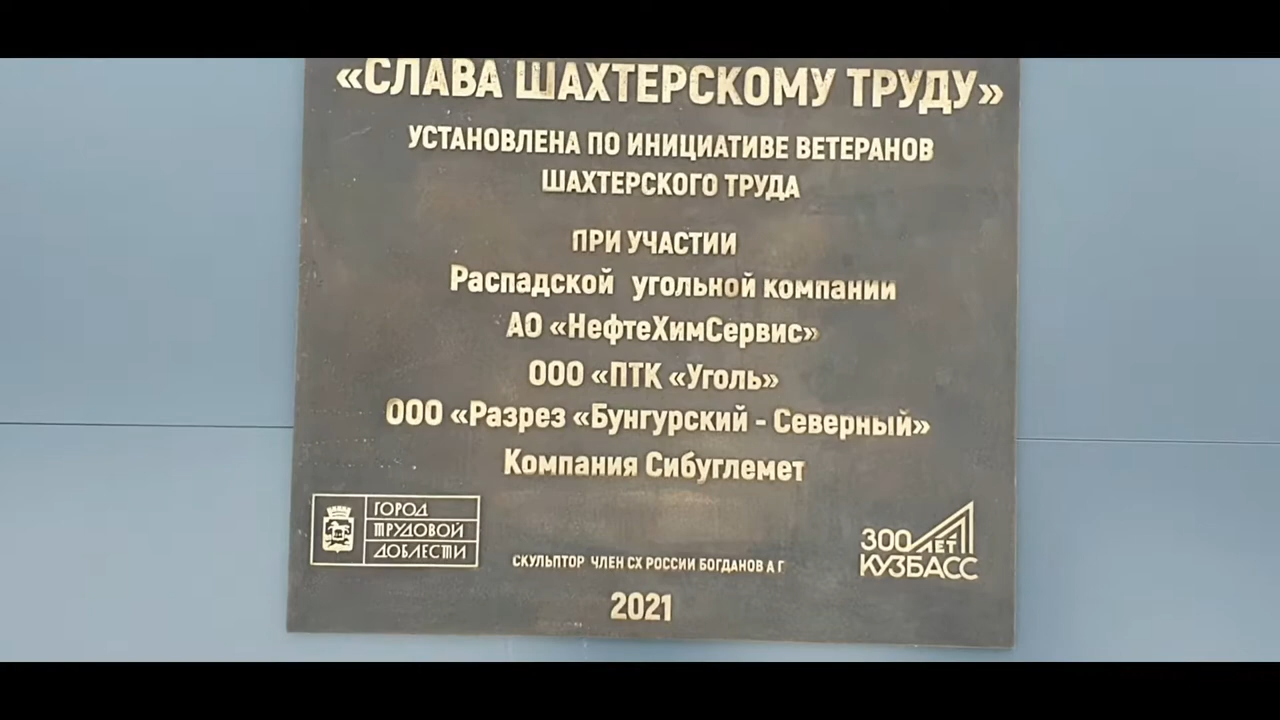 «СЛАВА ШАХТЕРСКОМУ ТРУДУ»
УСТАНОВЛЕНА ПО ИНИЦИАТИВЕ ВЕТЕРАНОВ
ШАХТЕРСКОГО ТРУДА
ПРИ УЧАСТИИ
Распадской угольной компании
АО «НефтеХимСервис»
ООО «ПТК «Уголь»
ООО «Разрез «Бунгурский - Северный»
Компания Сибуглемет
ГОРОД
ТРУДОВОЙ
ДОБЛЕСТИ
СКУЛЬПТОР ЧЛЕН СХ РОССИИ БОГДАНОВ А Г
300 ЛЕТ
КУЗБАСС
2021